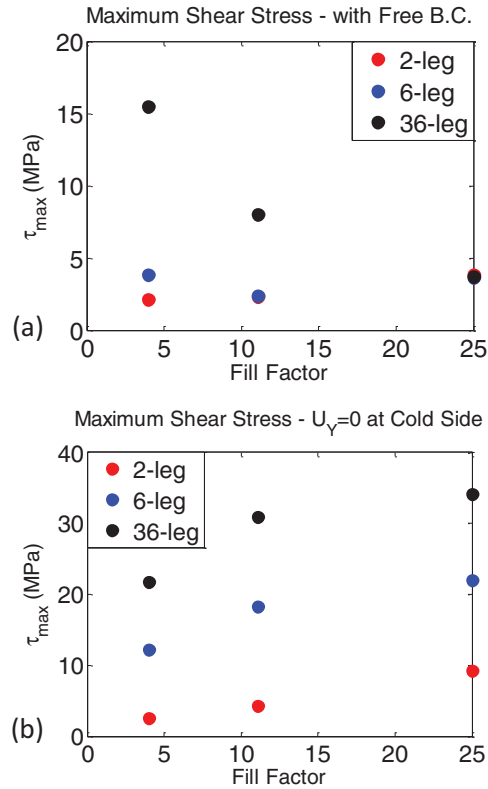 Maximum Shear Stress - with Free B.C.
20
15
10
5
0
τmax (MPa)
2-leg
6-leg
36-leg
(a)
0 5 10 15 20 25
Fill Factor
Maximum Shear Stress - UY=0 at Cold Side
40
30
20
10
0
τmax (MPa)
2-leg
6-leg
36-leg
(b)
0 5 10 15 20 25
Fill Factor